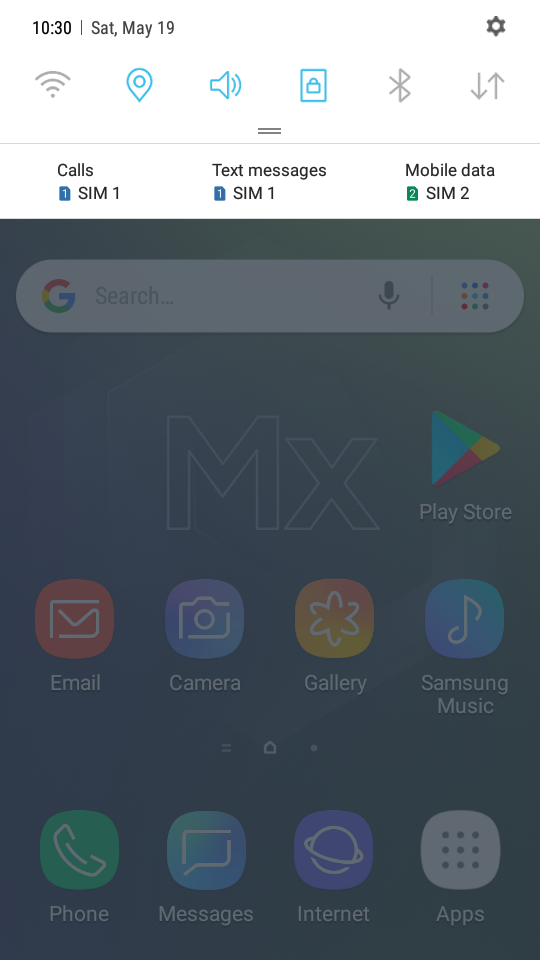 10:30 | Sat, May 19
Calls
Text messages
Mobile data
1 SIM 1
1 SIM 1
2 SIM 2
G Search...
Mx
Play Store
Email
Camera
Gallery
Samsung
Music
Phone
Messages
Internet
Apps